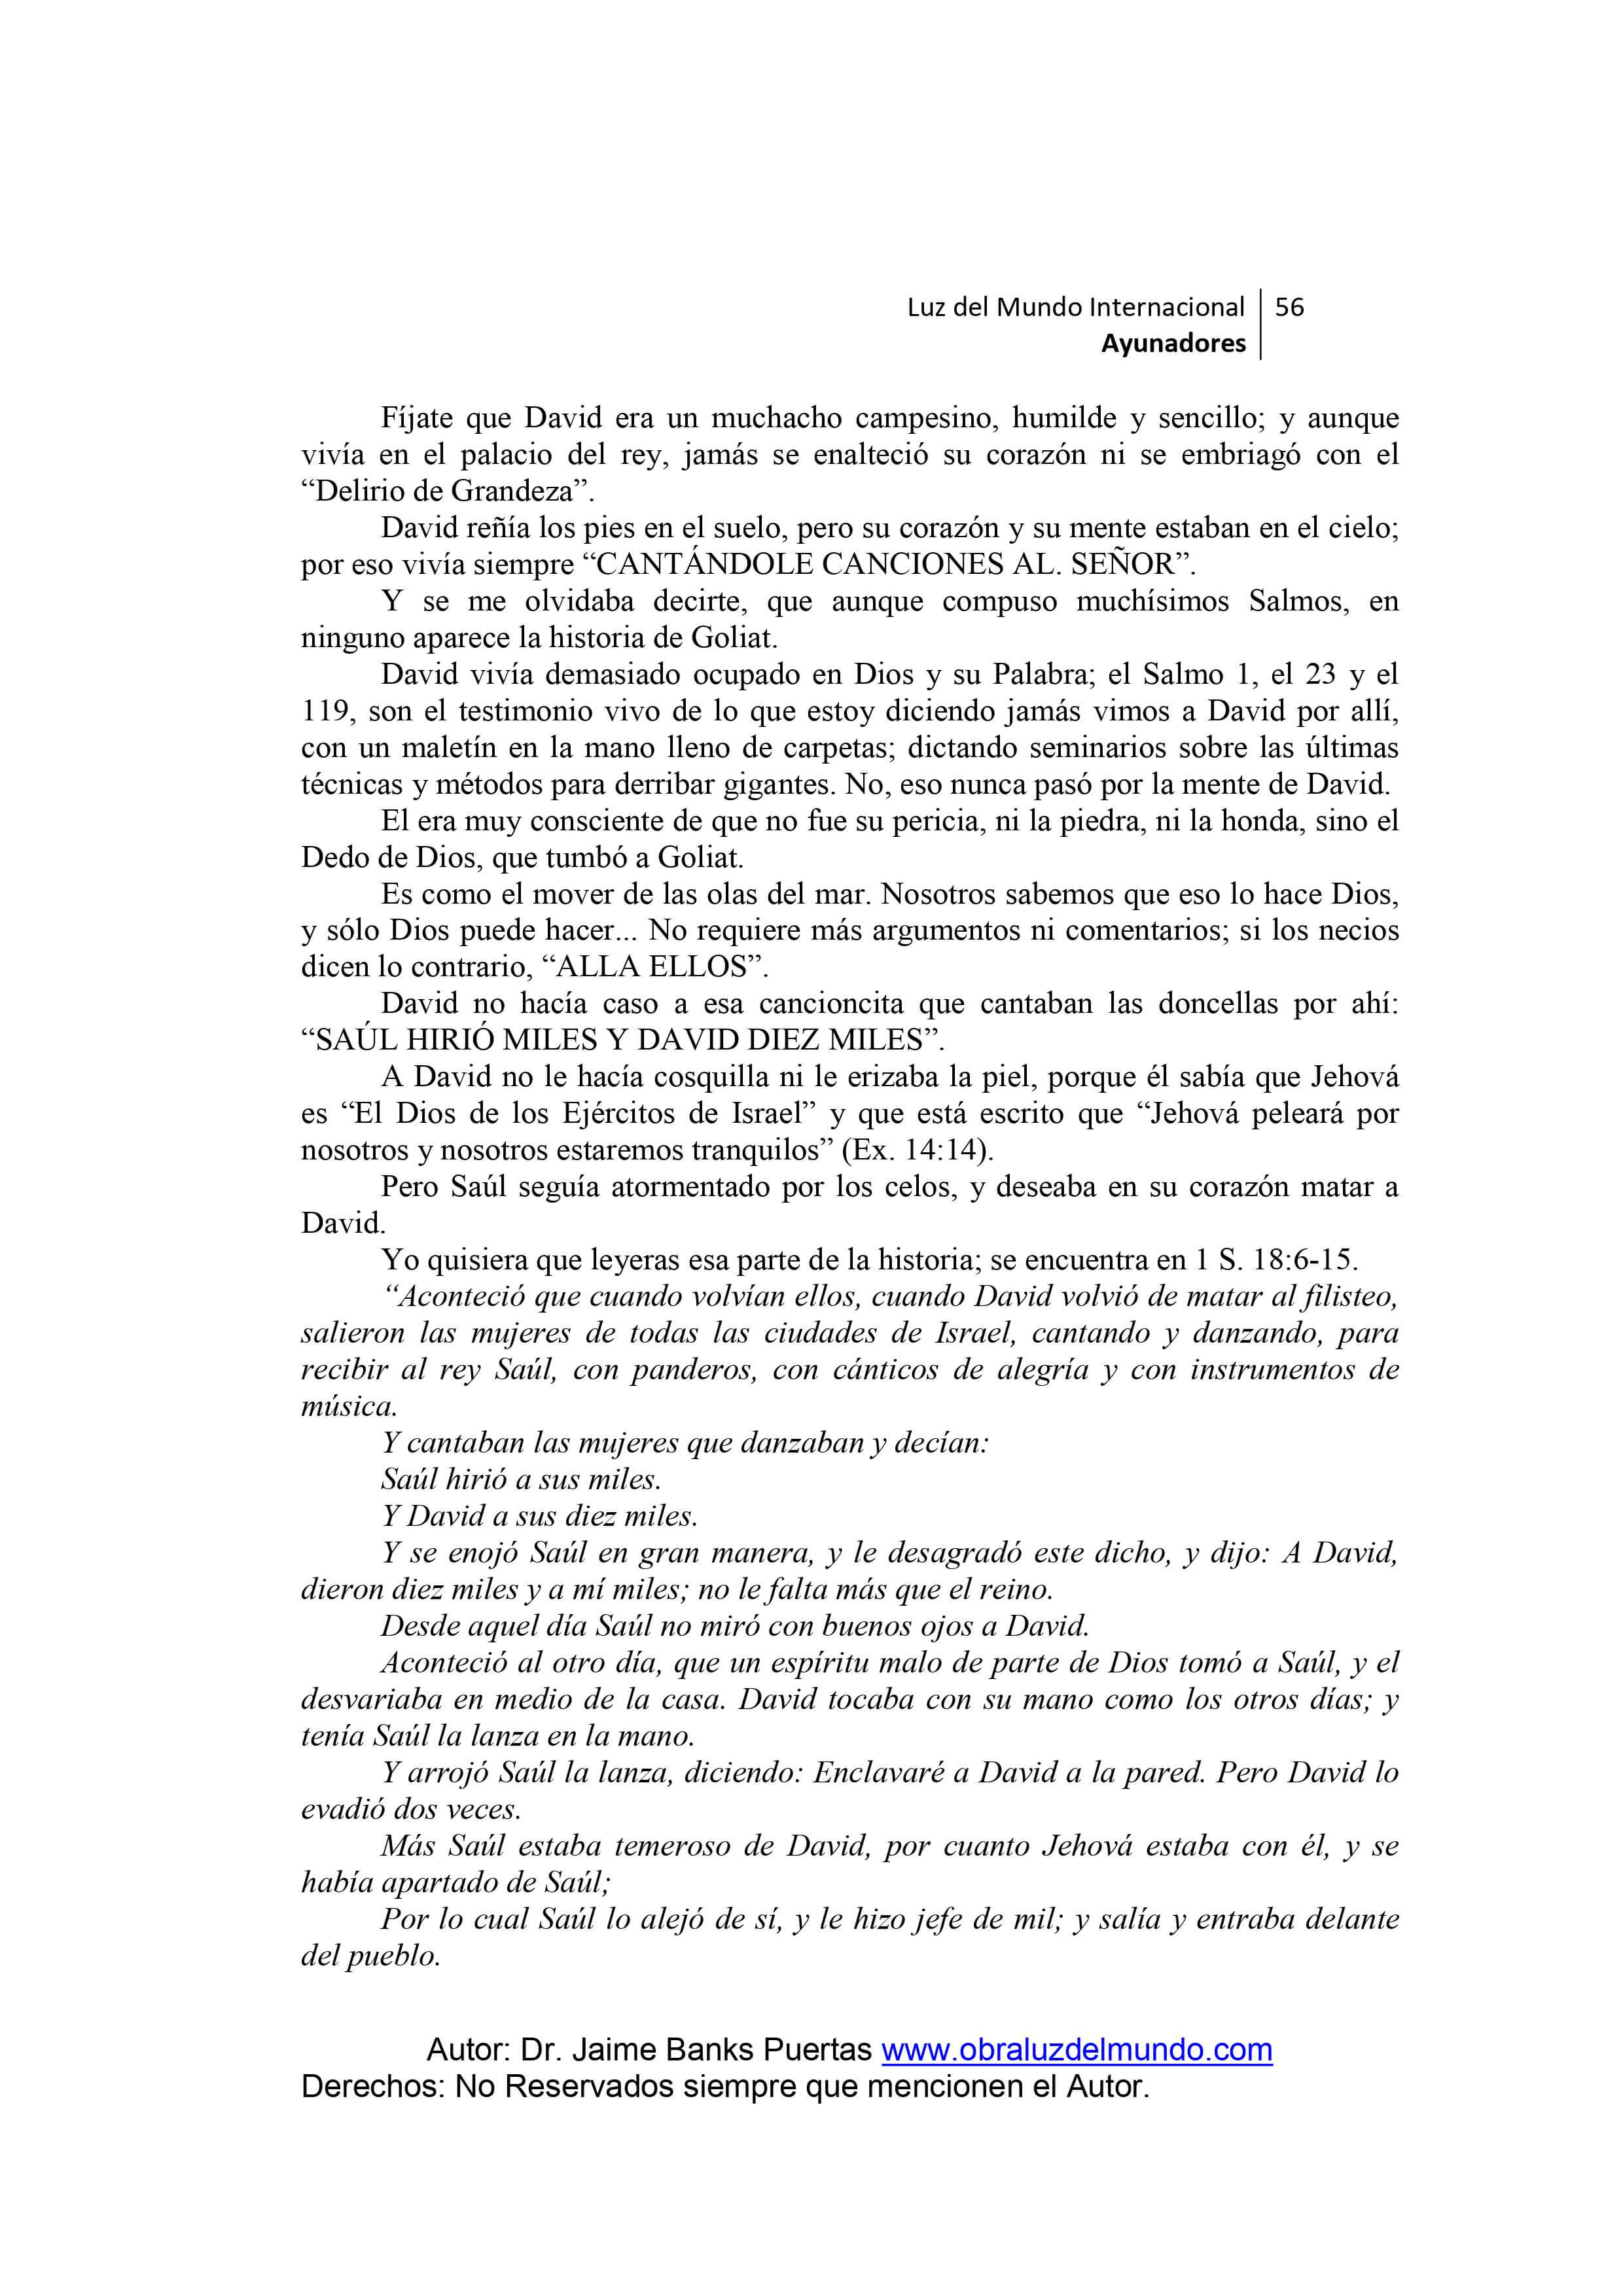 Luz del Mundo Internacional 56
Ayunadores
Fíjate que David era un muchacho campesino, humilde y sencillo; y aunque
vivía en el palacio del rey, jamás se enalteció su corazón ni se embriagó con el
“Delirio de Grandeza”.
David reñía los pies en el suelo, pero su corazón y su mente estaban en el cielo;
por eso vivía siempre “CANTÁNDOLE CANCIONES AL. SEÑOR”.
Y se me olvidaba decirte, que aunque compuso muchísimos Salmos, en
ninguno aparece la historia de Goliat.
David vivía demasiado ocupado en Dios y su Palabra; el Salmo 1, el 23 y el
119, son el testimonio vivo de lo que estoy diciendo jamás vimos a David por allí,
con un maletín en la mano lleno de carpetas; dictando seminarios sobre las últimas
técnicas y métodos para derribar gigantes. No, eso nunca pasó por la mente de David.
El era muy consciente de que no fue su pericia, ni la piedra, ni la honda, sino el
Dedo de Dios, que tumbó a Goliat.
Es como el mover de las olas del mar. Nosotros sabemos que eso lo hace Dios,
y sólo Dios puede hacer... No requiere más argumentos ni comentarios; si los necios
dicen lo contrario, “ALLA ELLOS”.
David no hacía caso a esa cancioncita que cantaban las doncellas por ahí:
“SAÚL HIRIÓ MILES Y DAVID DIEZ MILES”.
A David no le hacía cosquilla ni le erizaba la piel, porque él sabía que Jehová
es “El Dios de los Ejércitos de Israel” y que está escrito que “Jehová peleará por
nosotros y nosotros estaremos tranquilos” (Ex. 14:14).
Pero Saúl seguía atormentado por los celos, y deseaba en su corazón matar a
David.
Yo quisiera que leyeras esa parte de la historia; se encuentra en 1 S. 18:6-15.
“Aconteció que cuando volvían ellos, cuando David volvió de matar al filisteo,
salieron las mujeres de todas las ciudades de Israel, cantando y danzando, para
recibir al rey Saúl, con panderos, con cánticos de alegría y con instrumentos de
música.
Y cantaban las mujeres que danzaban y decían:
Saúl hirió a sus miles.
Y David a sus diez miles.
Y se enojó Saúl en gran manera, y le desagradó este dicho, y dijo: A David,
dieron diez miles y a mí miles; no le falta más que el reino.
Desde aquel día Saúl no miró con buenos ojos a David.
Aconteció al otro día, que un espíritu malo de parte de Dios tomó a Saúl, y el
desvariaba en medio de la casa. David tocaba con su mano como los otros días; y
tenía Saúl la lanza en la mano.
Y arrojó Saúl la lanza, diciendo: Enclavaré a David a la pared. Pero David lo
evadió dos veces.
Más Saúl estaba temeroso de David, por cuanto Jehová estaba con él, y se
había apartado de Saúl;
Por lo cual Saúl lo alejó de sí, y le hizo jefe de mil; y salía y entraba delante
del pueblo.
Autor: Dr. Jaime Banks Puertas www.obraluzdelmundo.com
Derechos: No Reservados siempre que mencionen el Autor.